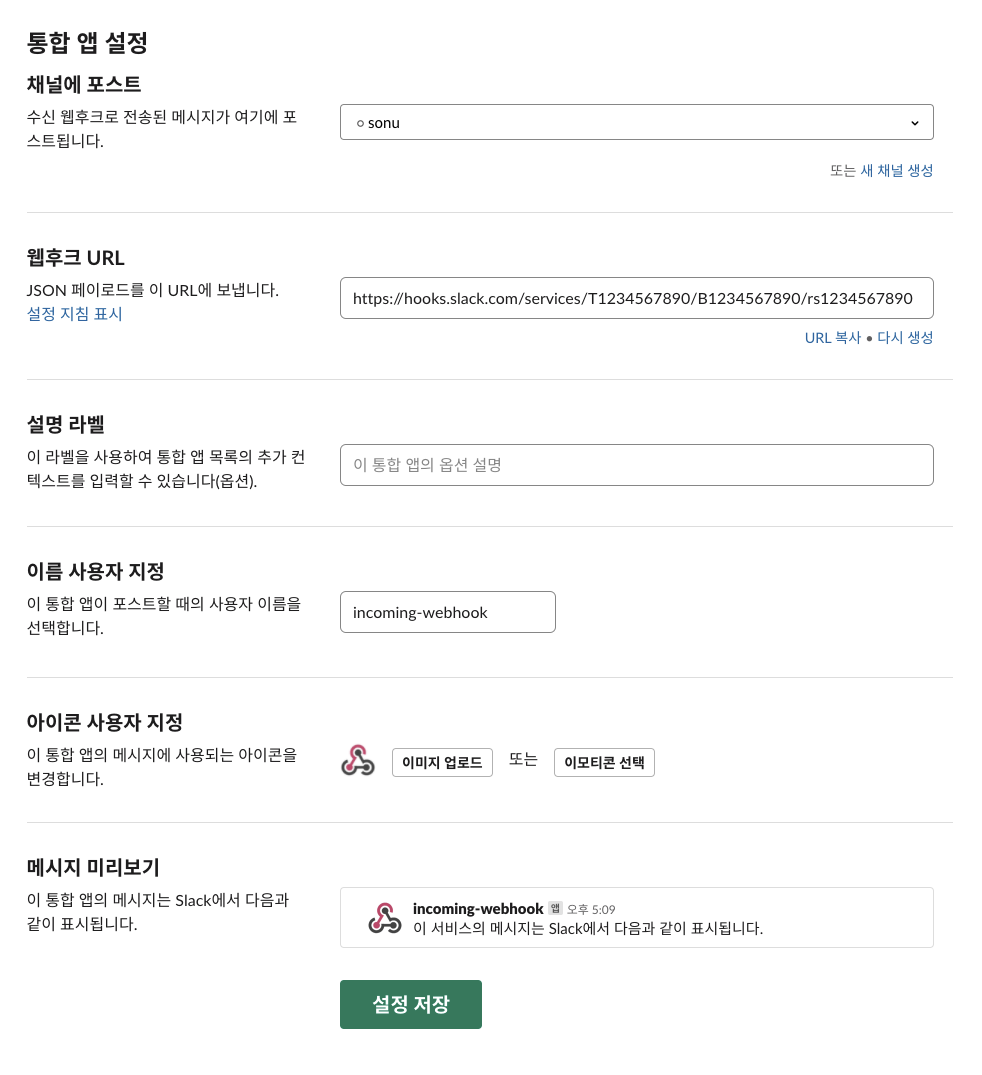 통합 앱 설정
채널에 포스트
수신 웹후크로 전송된 메시지가 여기에 포
스트됩니다.
sonu
또는 새 채널 생성
웹후크 URL
JSON 페이로드를 이 URL에 보냅니다.
설정 지침 표시
https://hooks.slack.com/services/T1234567890/B1234567890/rs1234567890
URL 복사 • 다시 생성
설명 라벨
이 라벨을 사용하여 통합 앱 목록의 추가 컨
텍스트를 입력할 수 있습니다(옵션).
이 통합 앱의 옵션 설명
이름 사용자 지정
이 통합 앱이 포스트할 때의 사용자 이름을
선택합니다.
incoming-webhook
아이콘 사용자 지정
이 통합 앱의 메시지에 사용되는 아이콘을
변경합니다.
이미지 업로드 또는 이모티콘 선택
메시지 미리보기
이 통합 앱의 메시지는 Slack에서 다음과
같이 표시됩니다.
incoming-webhook 앱 오후 5:09
이 서비스의 메시지는 Slack에서 다음과 같이 표시됩니다.
설정 저장